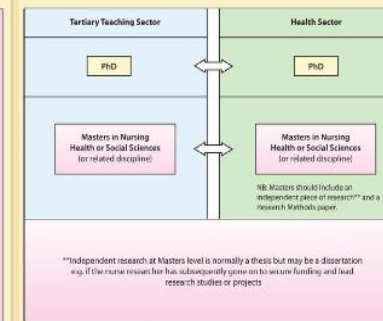 Tertiary Teaching Sector
Health Sector
PhD
PhD
Masters in Nursing
Health or Social Sciences
(or related discipline)
Masters in Nursing
Health or Social Sciences
(or related discipline)
NB: Masters should include an
independent piece of research** and a
Research Methods paper.
**Independent research at Masters level is normally a thesis but may be a dissertation
e.g. if the nurse researcher has subsequently gone on to secure funding and lead
research studies or projects